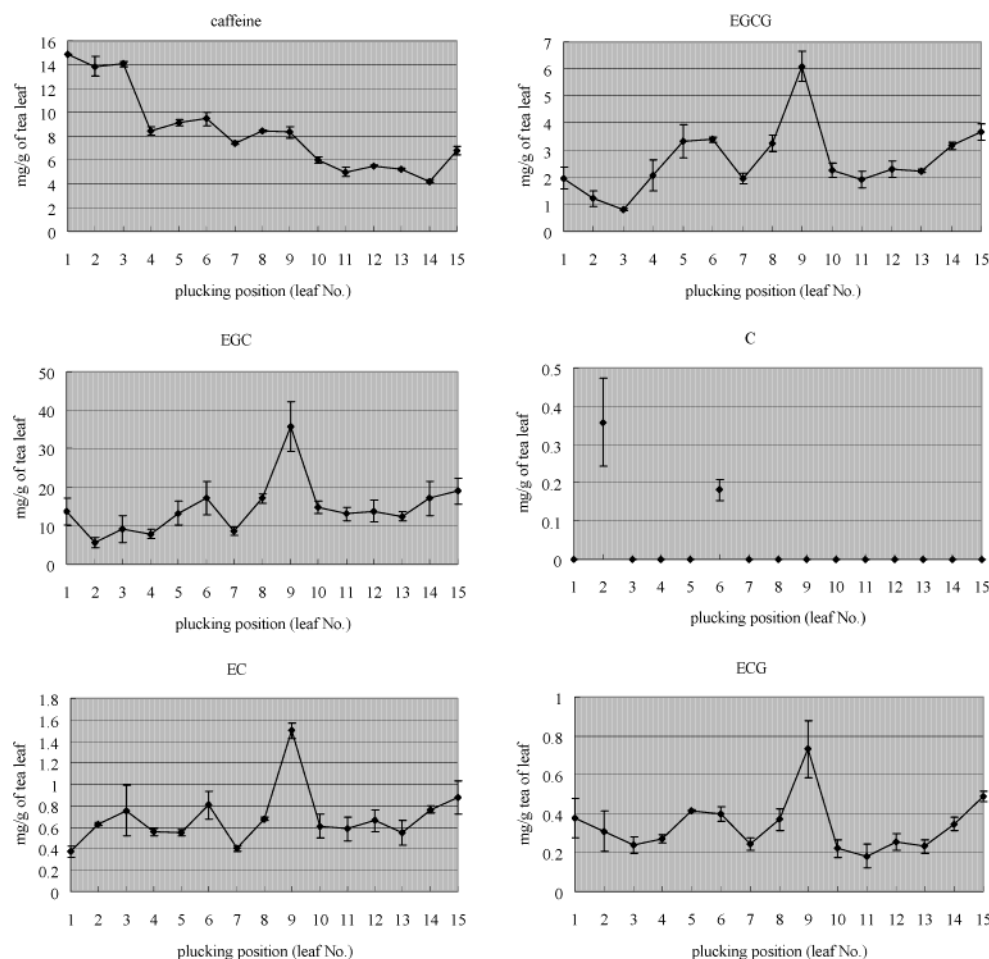 caffeine
mg/g of tea leaf
16
14
12
10
8
6
4
2
0
1 2 3 4 5 6 7 8 9 10 11 12 13 14 15
plucking position (leaf No.)
EGCG
mg/g of tea leaf
7
6
5
4
3
2
1
0
1 2 3 4 5 6 7 8 9 10 11 12 13 14 15
plucking position (leaf No.)
EGC
mg/g of tea leaf
50
40
30
20
10
0
1 2 3 4 5 6 7 8 9 10 11 12 13 14 15
plucking position (leaf No.)
C
mg/g of tea leaf
0.5
0.4
0.3
0.2
0.1
0
1 2 3 4 5 6 7 8 9 10 11 12 13 14 15
plucking position (leaf No.)
EC
mg/g of tea leaf
1.8
1.6
1.4
1.2
1
0.8
0.6
0.4
0.2
0
1 2 3 4 5 6 7 8 9 10 11 12 13 14 15
plucking position (leaf No.)
ECG
mg/g tea of leaf
1
0.8
0.6
0.4
0.2
0
1 2 3 4 5 6 7 8 9 10 11 12 13 14 15
plucking position (leaf No.)